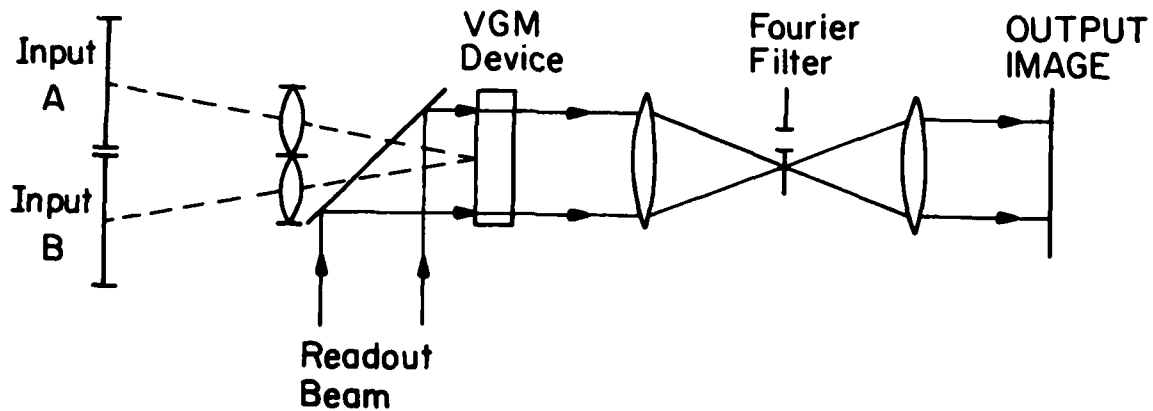 Input
A
Input
B
VGM
Device
Fourier
Filter
OUTPUT
IMAGE
Readout
Beam